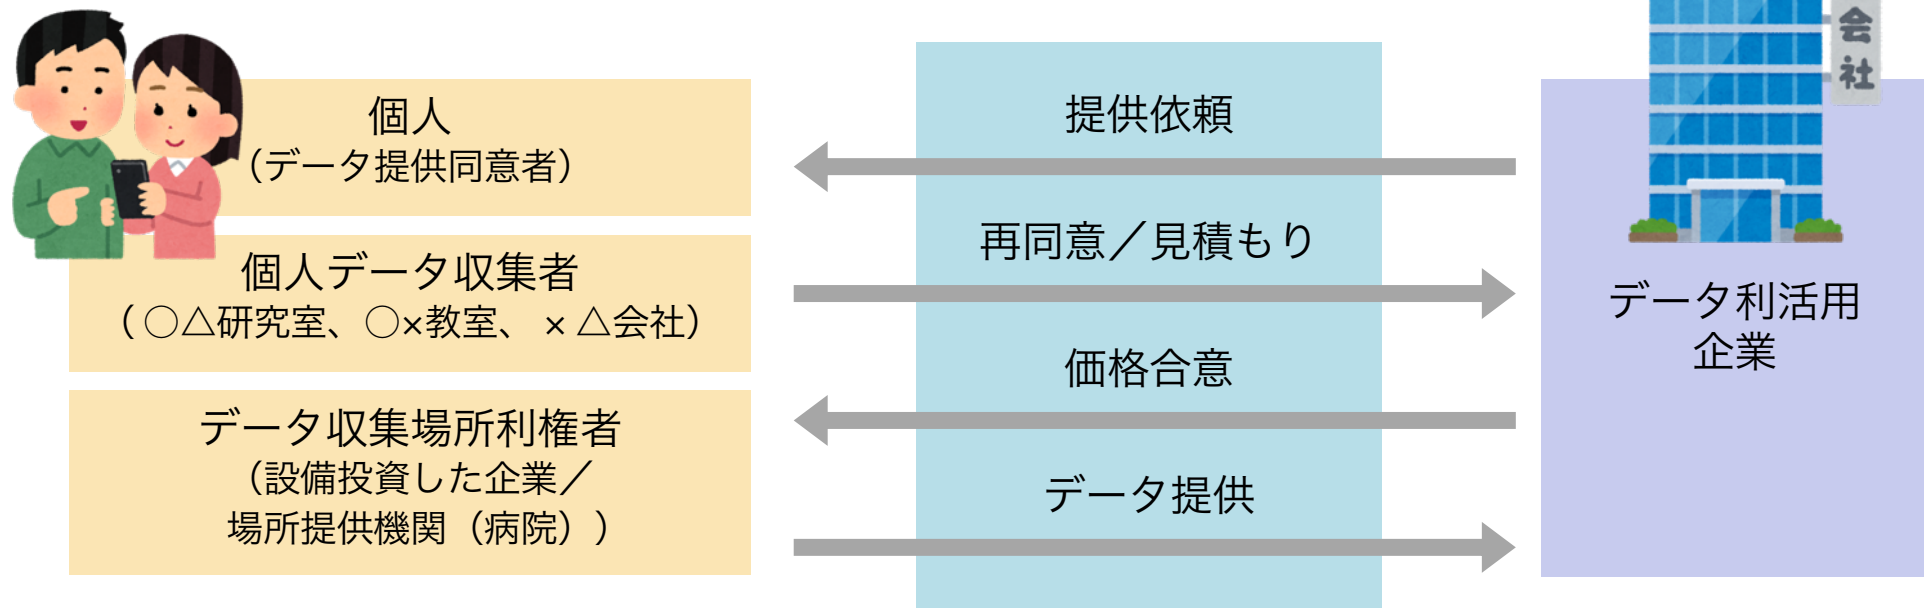 個人
（データ提供同意者）
個人データ収集者
（ ○△研究室、○×教室、 × △会社）
データ収集場所利権者
（設備投資した企業／
場所提供機関（病院））
提供依頼
再同意／見積もり
価格合意
データ提供
会社
データ利活用
企業